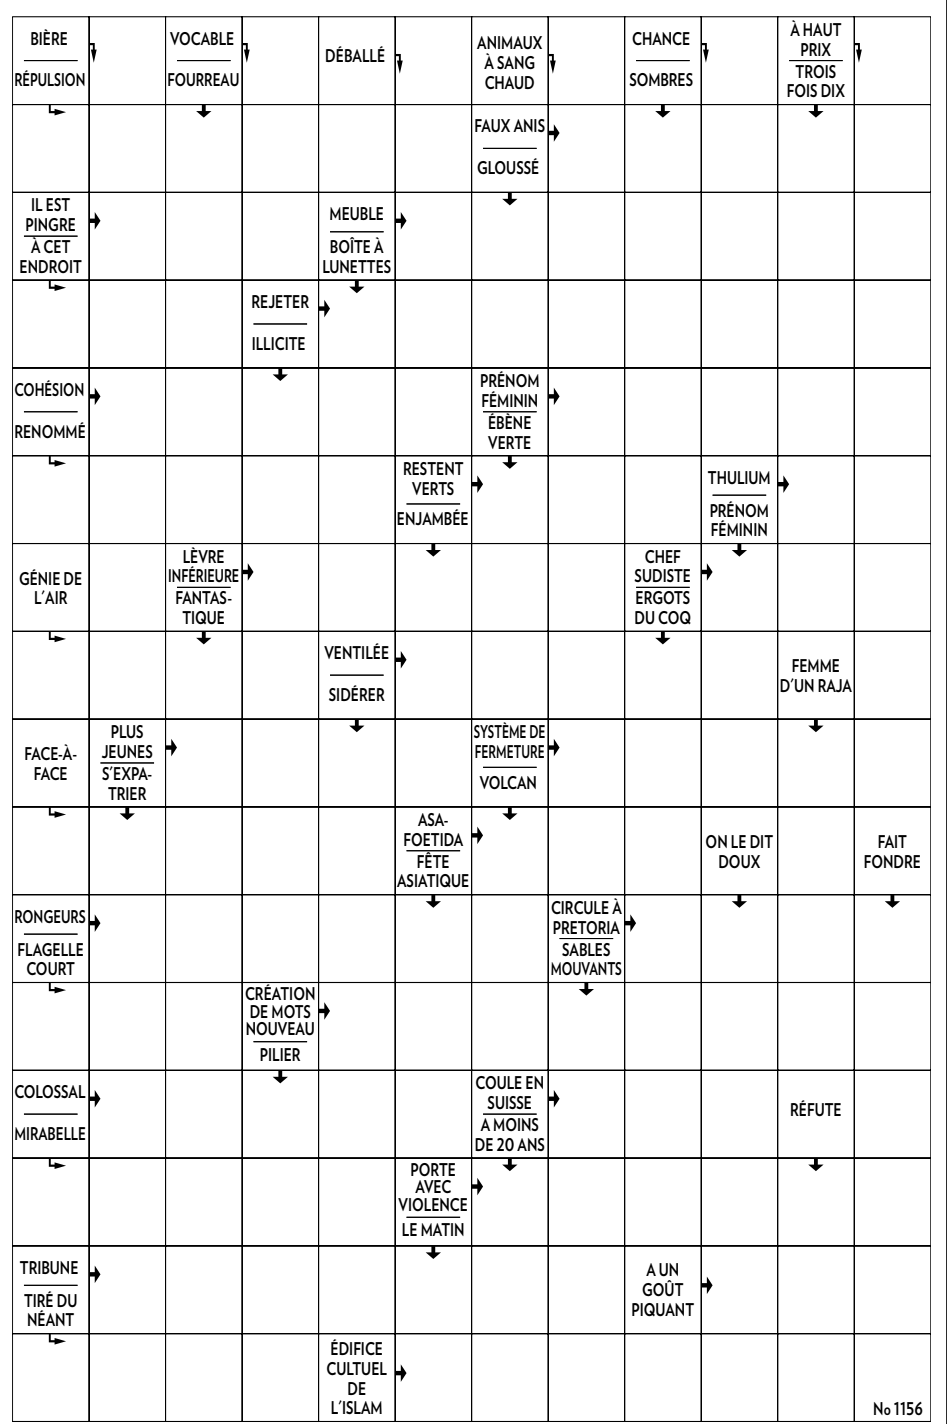 BIÈRE
RÉPULSION
VOCABLE
FOURREAU
DÉBALLÉ
ANIMAUX
À SANG
CHAUD
CHANCE
SOMBRES
À HAUT
PRIX
TROIS
FOIS DIX
FAUX ANIS
GLOUSSÉ
IL EST
PINGRE
À CET
ENDROIT
MEUBLE
BOÎTE À
LUNETTES
REJETER
ILLICITE
COHÉSION
RENOMMÉ
PRÉNOM
FÉMININ
ÉBÈNE
VERTE
RESTENT
VERTS
ENJAMBÉE
THULIUM
PRÉNOM
FÉMININ
GÉNIE DE
L'AIR
LÈVRE
INFÉRIEURE
FANTAS-
TIQUE
CHEF
SUDISTE
ERGOTS
DU COQ
VENTILÉE
SIDÉRER
FEMME
D'UN RAJA
FACE-À-
FACE
PLUS
JEUNES
S'EXPA-
TRIER
SYSTÈME DE
FERMETURE
VOLCAN
ASA-
FOETIDA
FÊTE
ASIATIQUE
ON LE DIT
DOUX
FAIT
FONDRE
RONGEURS
FLAGELLE
COURT
CIRCULE À
PRETORIA
SABLES
MOUVANTS
CRÉATION
DE MOTS
NOUVEAU
PILIER
COLOSSAL
MIRABELLE
COULE EN
SUISSE
A MOINS
DE 20 ANS
RÉFUTE
PORTE
AVEC
VIOLENCE
LE MATIN
TRIBUNE
TIRÉ DU
NÉANT
A UN
GOÛT
PIQUANT
ÉDIFICE
CULTUEL
DE
L'ISLAM
No 1156